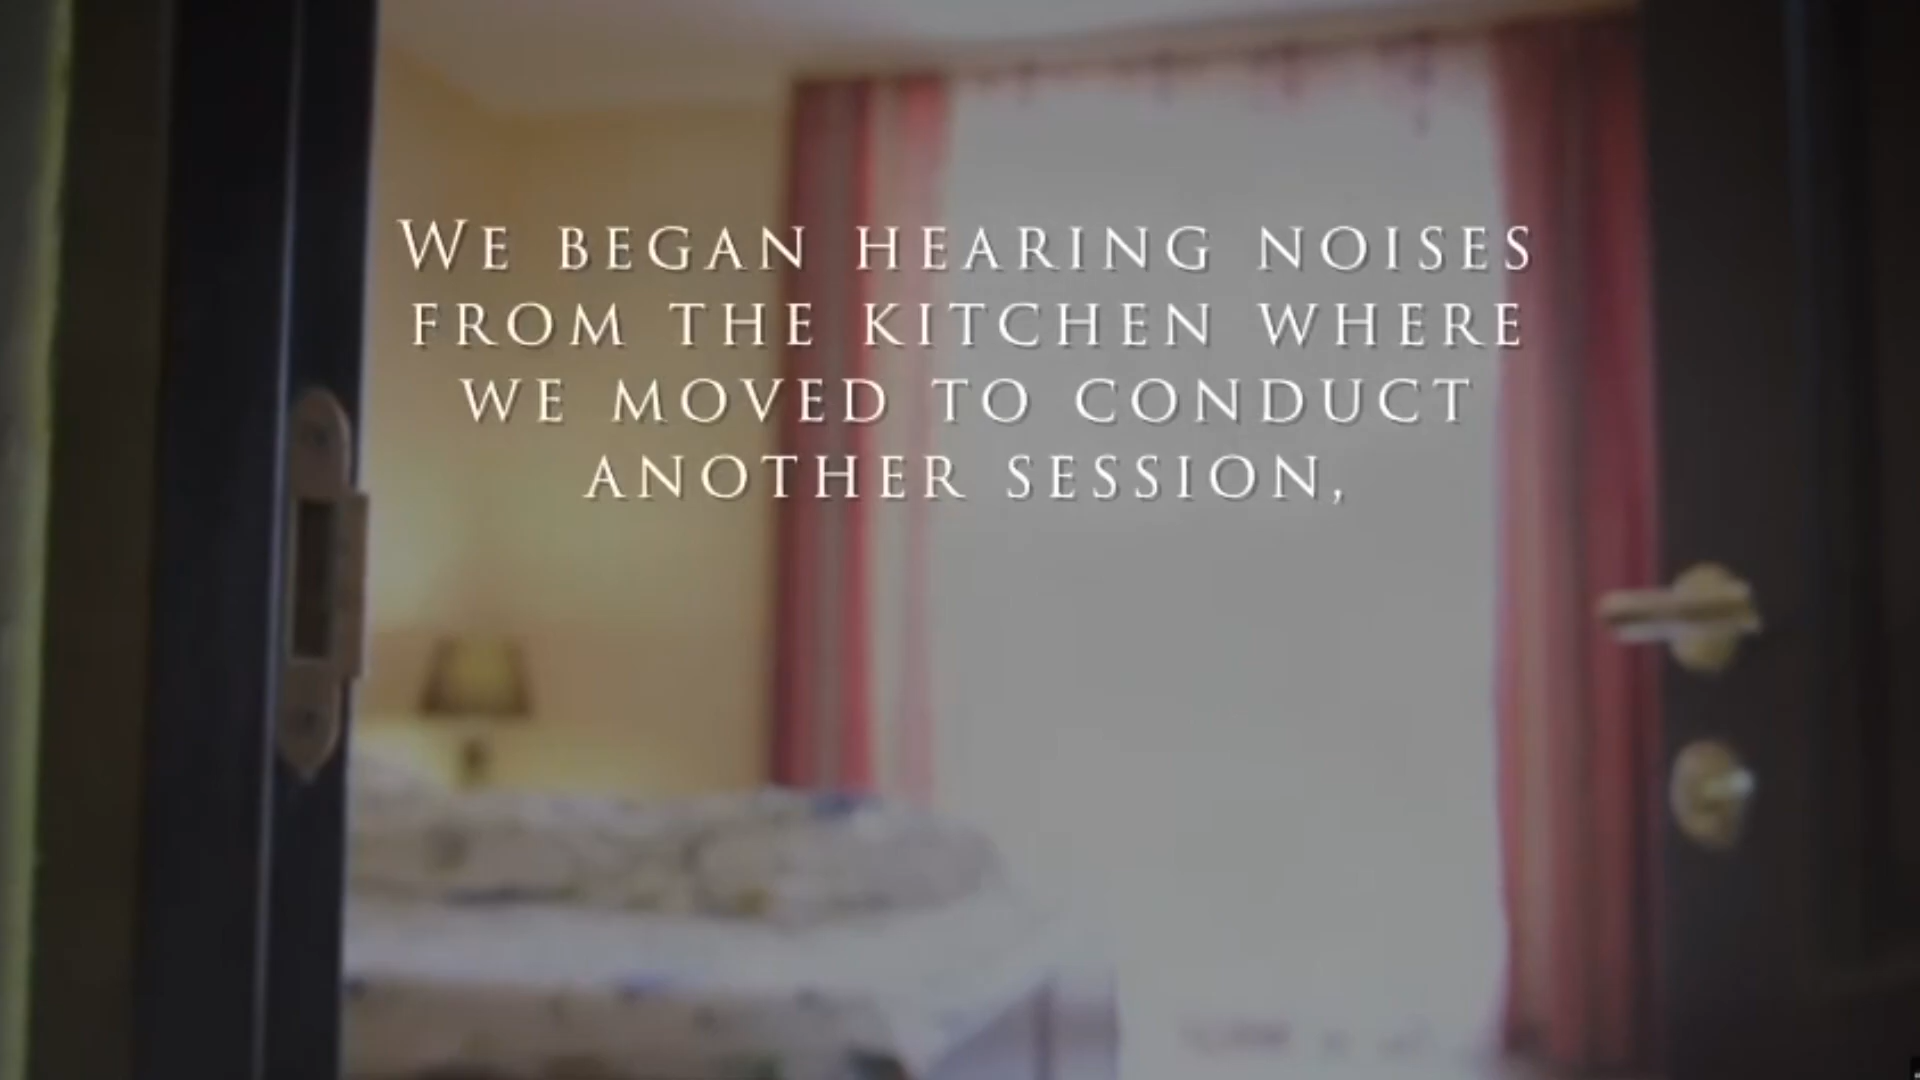 We began hearing noises
from the kitchen where
we moved to conduct
another session,